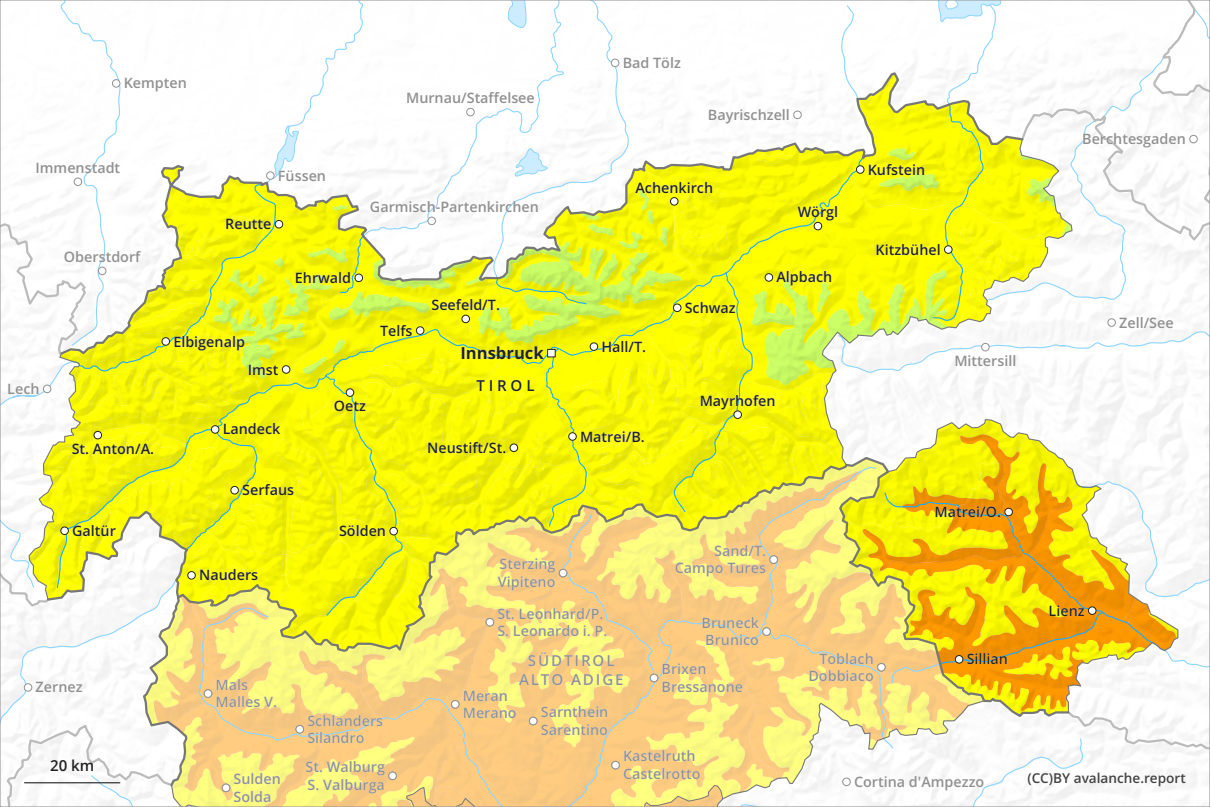 Kempten
Bad Tölz
Murnau/Staffelsee
Bayrischzell
Berchtesgaden
Immenstadt
Füssen
Kufstein
Achenkirch
Garmisch-Partenkirchen
Reutte
Wörgl
Oberstdorf
Kitzbühel
Ehrwald
Alpbach
Seefeld/T.
Schwaz
Telfs
Zell/See
Elbigenalp
Innsbruck
Hall/T.
Mittersill
Imst
TIROL
Lech
Oetz
Mayrhofen
Landeck
St. Anton/A.
Neustift/St.
Matrei/B.
Serfaus
Matrei/O.
Galtür
Sölden
Sterzing
Vipiteno
Sand/T.
Campo Tures
Nauders
St. Leonhard/P.
S. Leonardo i. P.
Lienz
Bruneck
Brunico
Sillian
SÜDTIROL
ALTO ADIGE
Toblach
Dobbiaco
Brixen
Bressanone
Zernez
Mals
Malles V.
Meran
Merano
Sarnthein
Sarentino
Schlanders
Silandro
Kastelruth
Castelrotto
St. Walburg
S. Valburga
20 km
Sulden
Solda
Cortina d'Ampezzo
(CC)BY avalanche.report